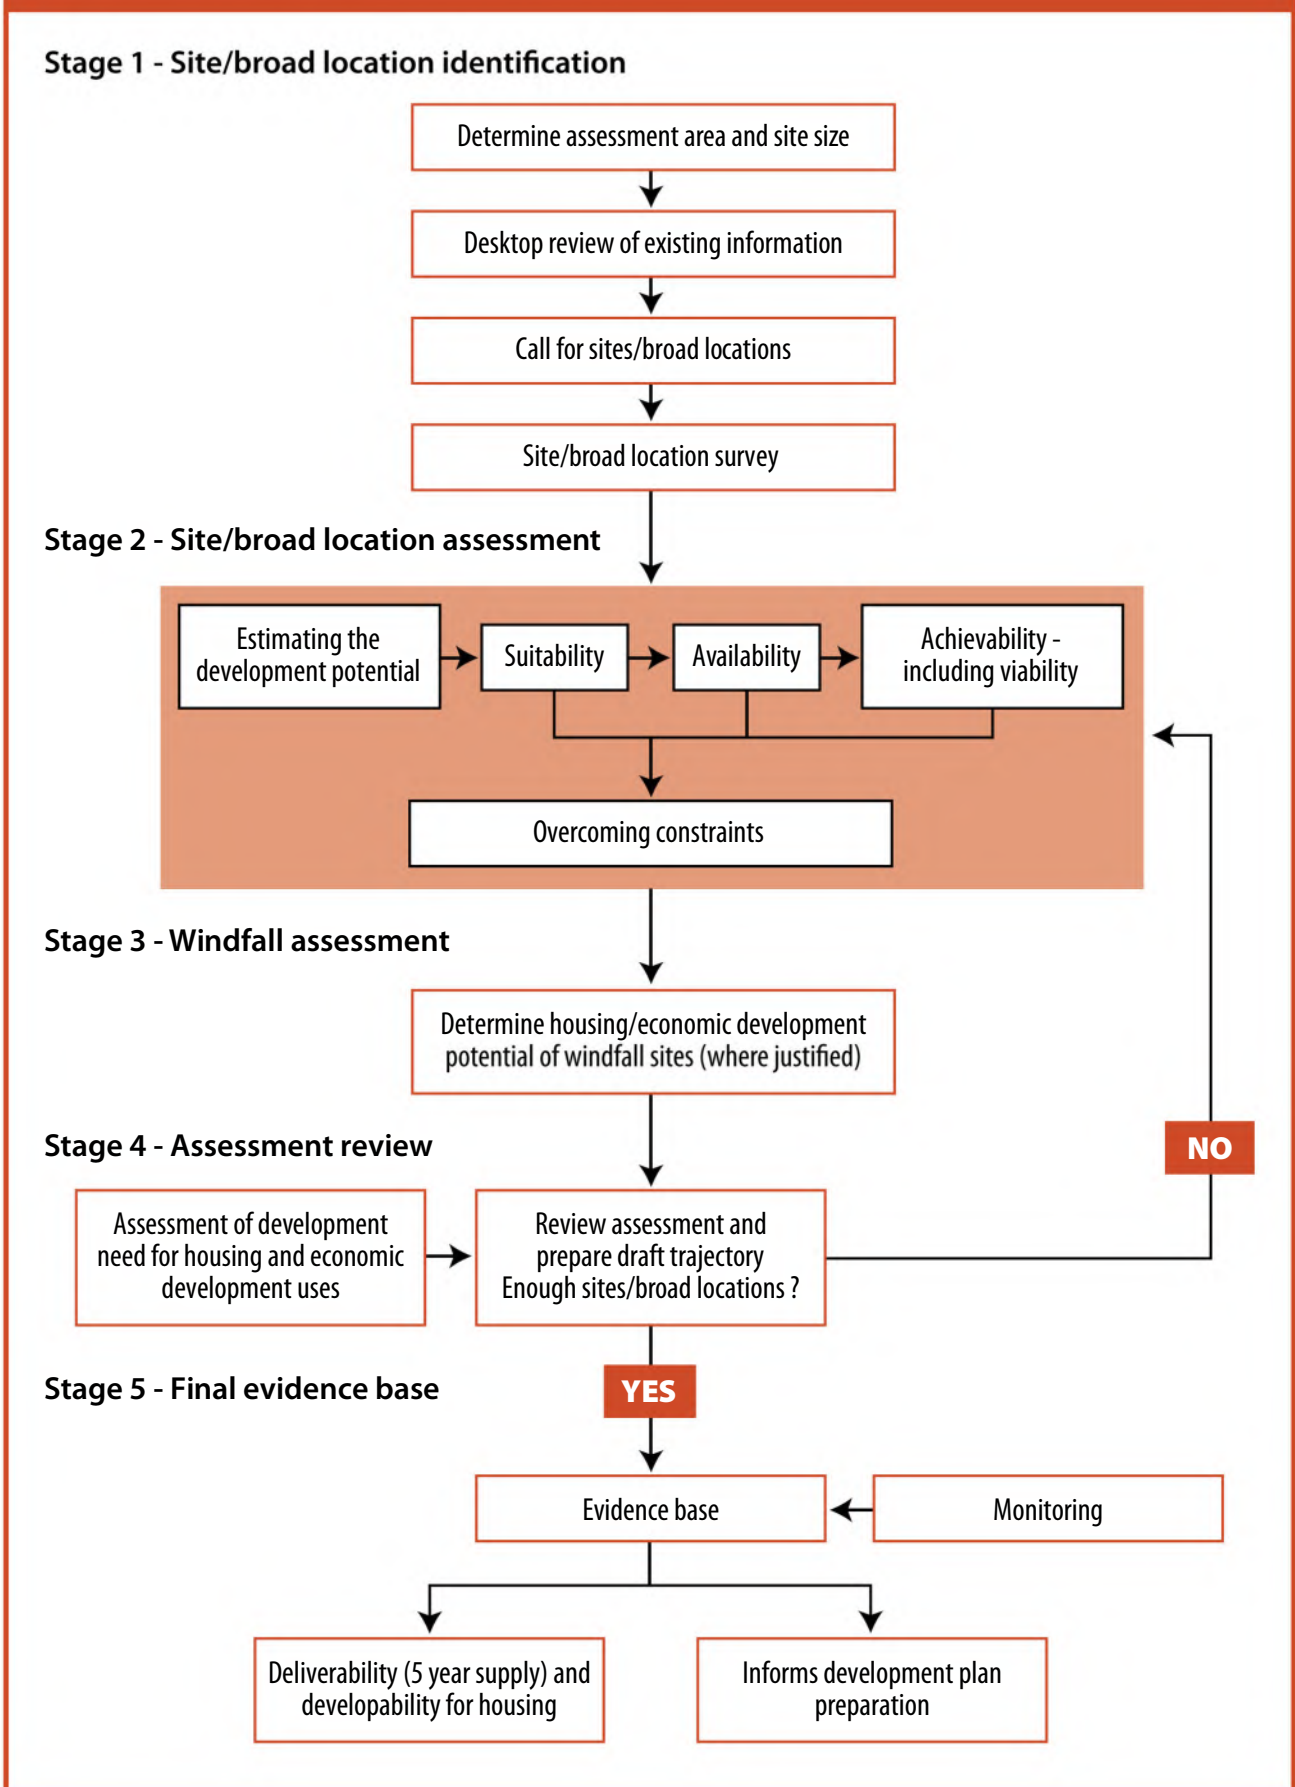 Stage 1 - Site/broad location identification
Determine assessment area and site size
Desktop review of existing information
Call for sites/broad locations
Site/broad location survey
Stage 2 - Site/broad location assessment
Estimating the
development potential
Suitability
Availability
Achievability -
including viability
Overcoming constraints
Stage 3 - Windfall assessment
Determine housing/economic development
potential of windfall sites (where justified)
Stage 4 - Assessment review
NO
Assessment of development
need for housing and economic
development uses
Review assessment and
prepare draft trajectory
Enough sites/broad locations ?
Stage 5 - Final evidence base
YES
Evidence base
Monitoring
Deliverability (5 year supply) and
developability for housing
Informs development plan
preparation